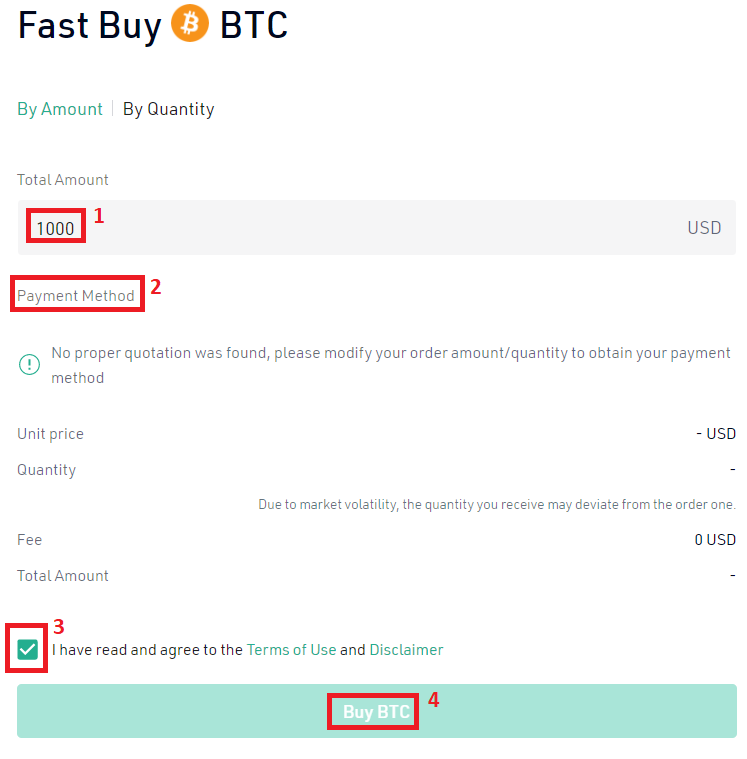 Fast Buy BTC
By Amount By Quantity
Total Amount
1000 1 USD
Payment Method 2
No proper quotation was found, please modify your order amount/quantity to obtain your payment
method
Unit price - USD
Quantity -
Due to market volatility, the quantity you receive may deviate from the order one.
Fee 0 USD
Total Amount -
3
I have read and agree to the Terms of Use and Disclaimer
Buy BTC 4